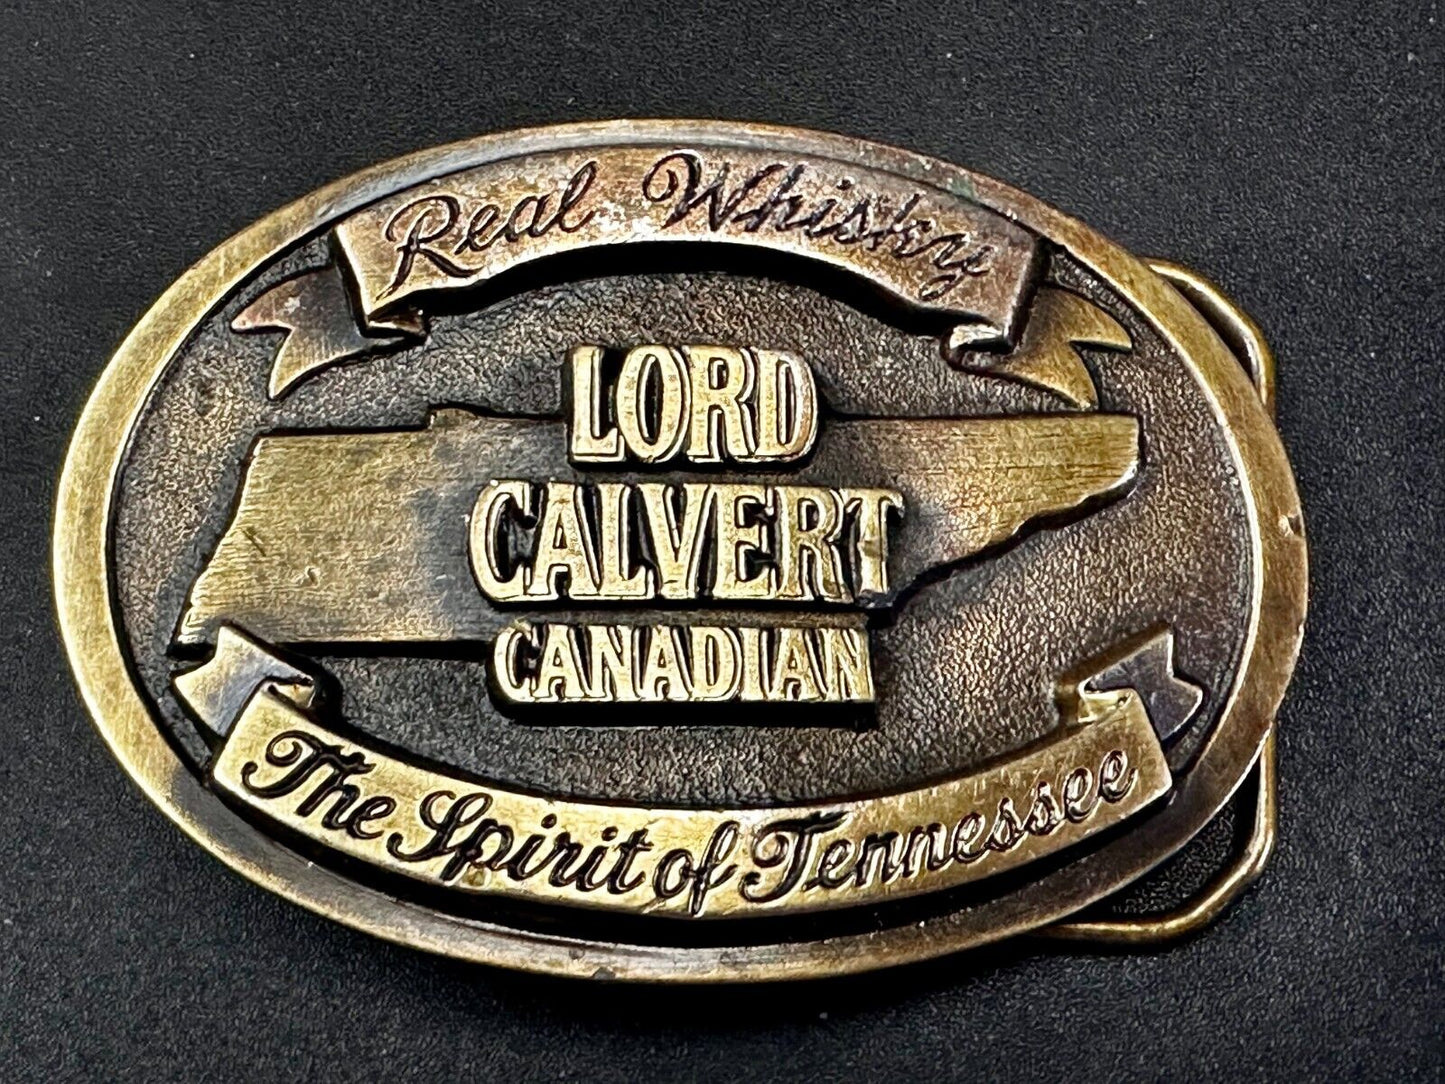 Real Whisky
LORD
CALVERT
CANADIAN
The Spirit of Tennessee